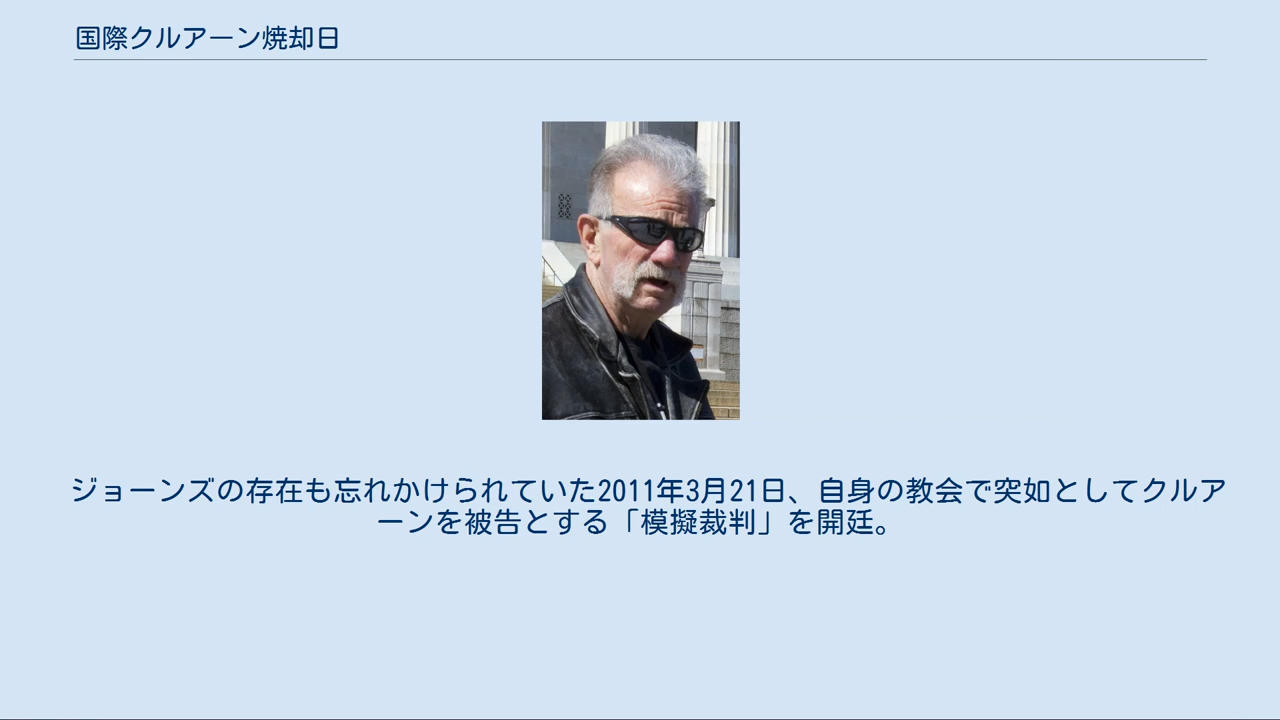 国際クルアーン焼却日
ジョーンズの存在も忘れかけられていた2011年3月21日、自身の教会で突如としてクルア
ーンを被告とする「模擬裁判」を開廷。